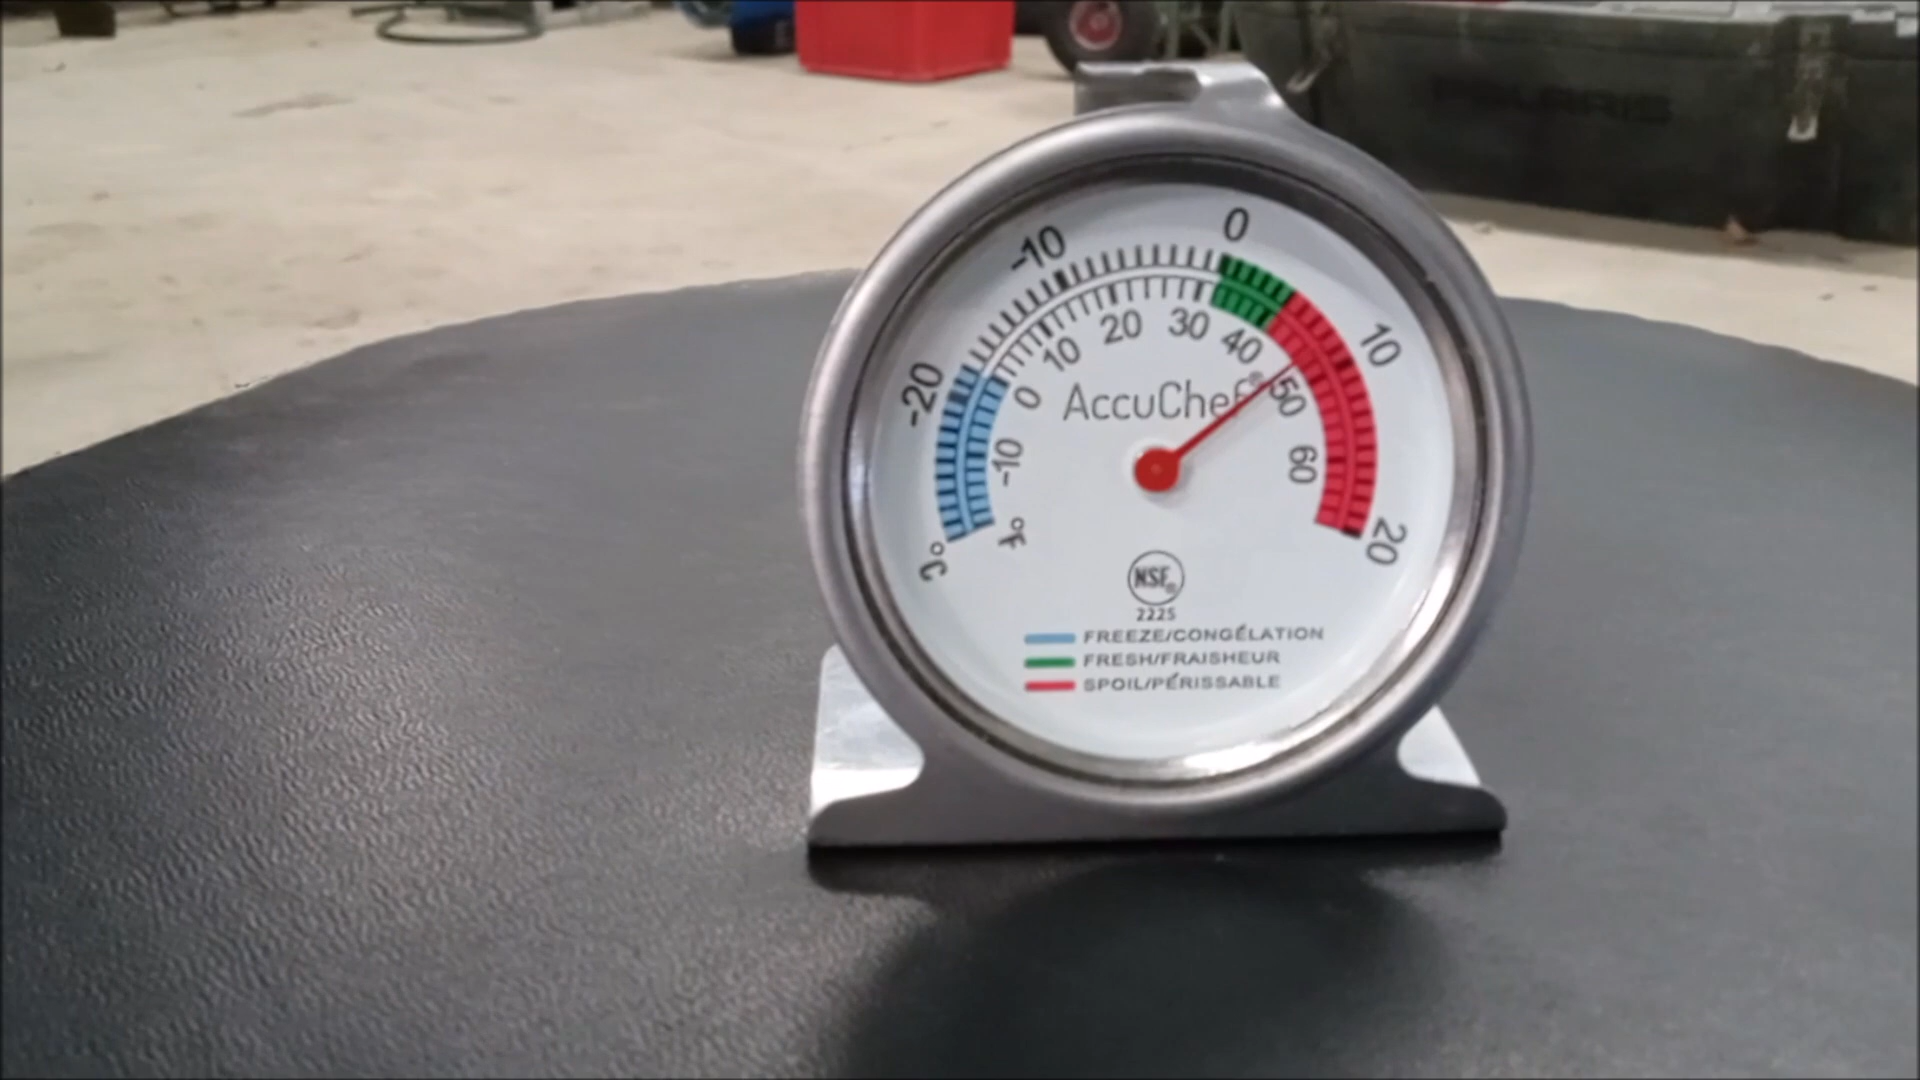 -20 -10 0 10 20
-10 0 10 20 30 40 50 60
°C °F
AccuChef®
NSF®
2225
FREEZE/CONGÉLATION
FRESH/FRAISHEUR
SPOIL/PÉRISSABLE